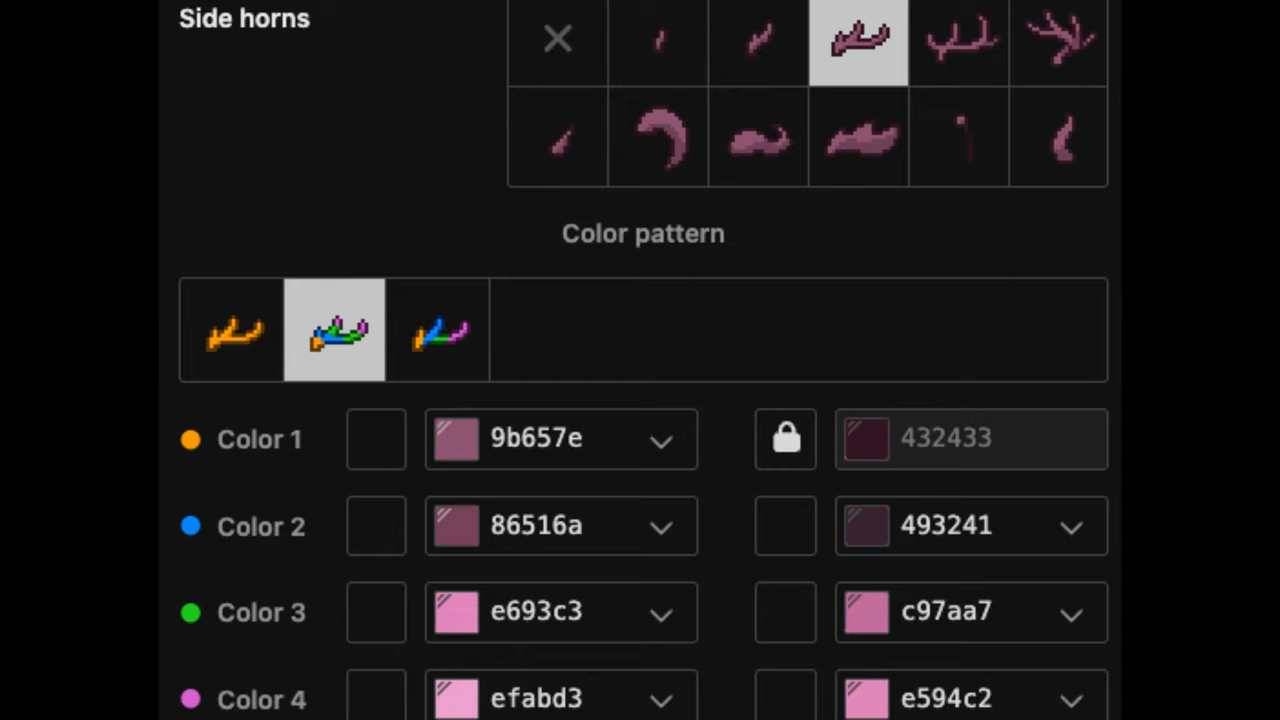 Side horns
Color pattern
Color 1 9b657e 432433
Color 2 86516a 493241
Color 3 e693c3 c97aa7
Color 4 efabd3 e594c2